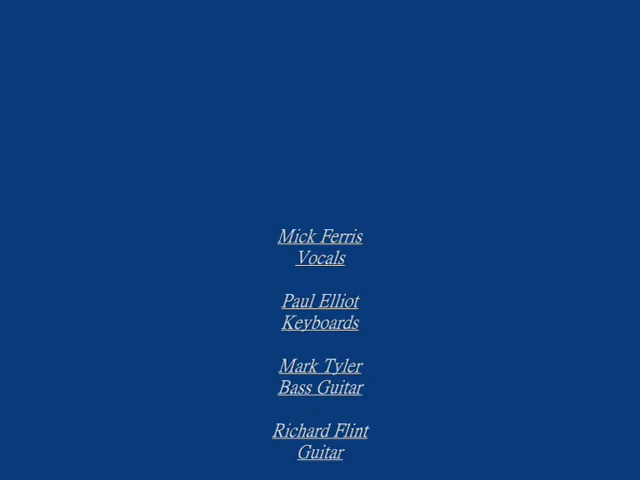 Mick Ferris
Vocals
Paul Elliot
Keyboards
Mark Tyler
Bass Guitar
Richard Flint
Guitar